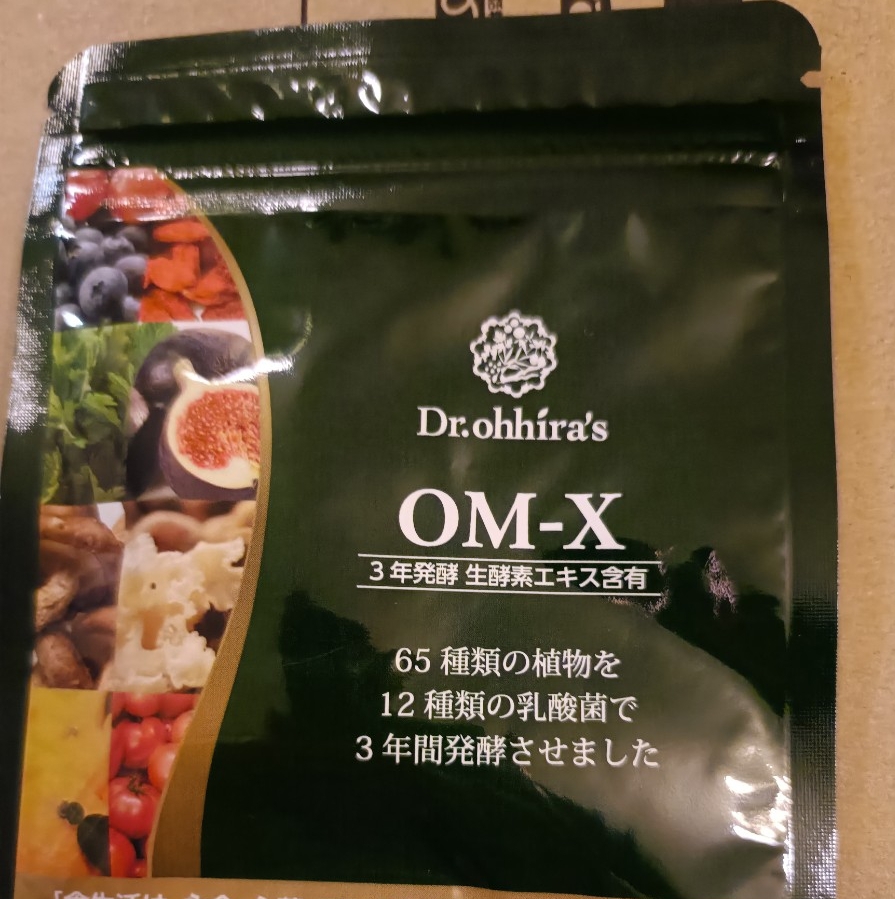 Dr.ohhira's
OM-X
3年発酵 生酵素エキス含有
65種類の植物を
12種類の乳酸菌で
3年間発酵させました